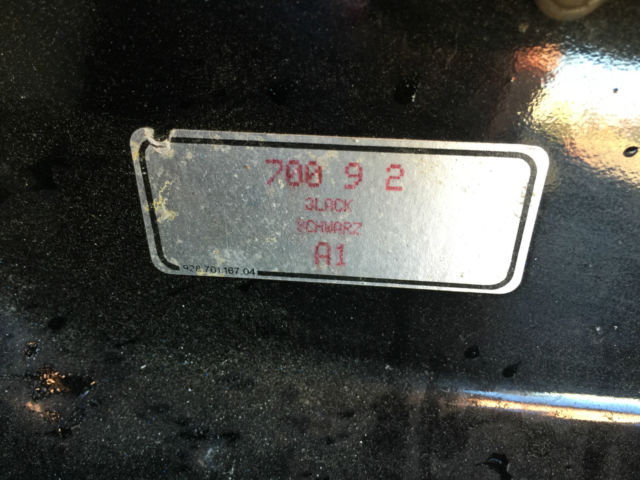 700 9 2
BLACK
SCHWARZ
A1
928.701.167.04